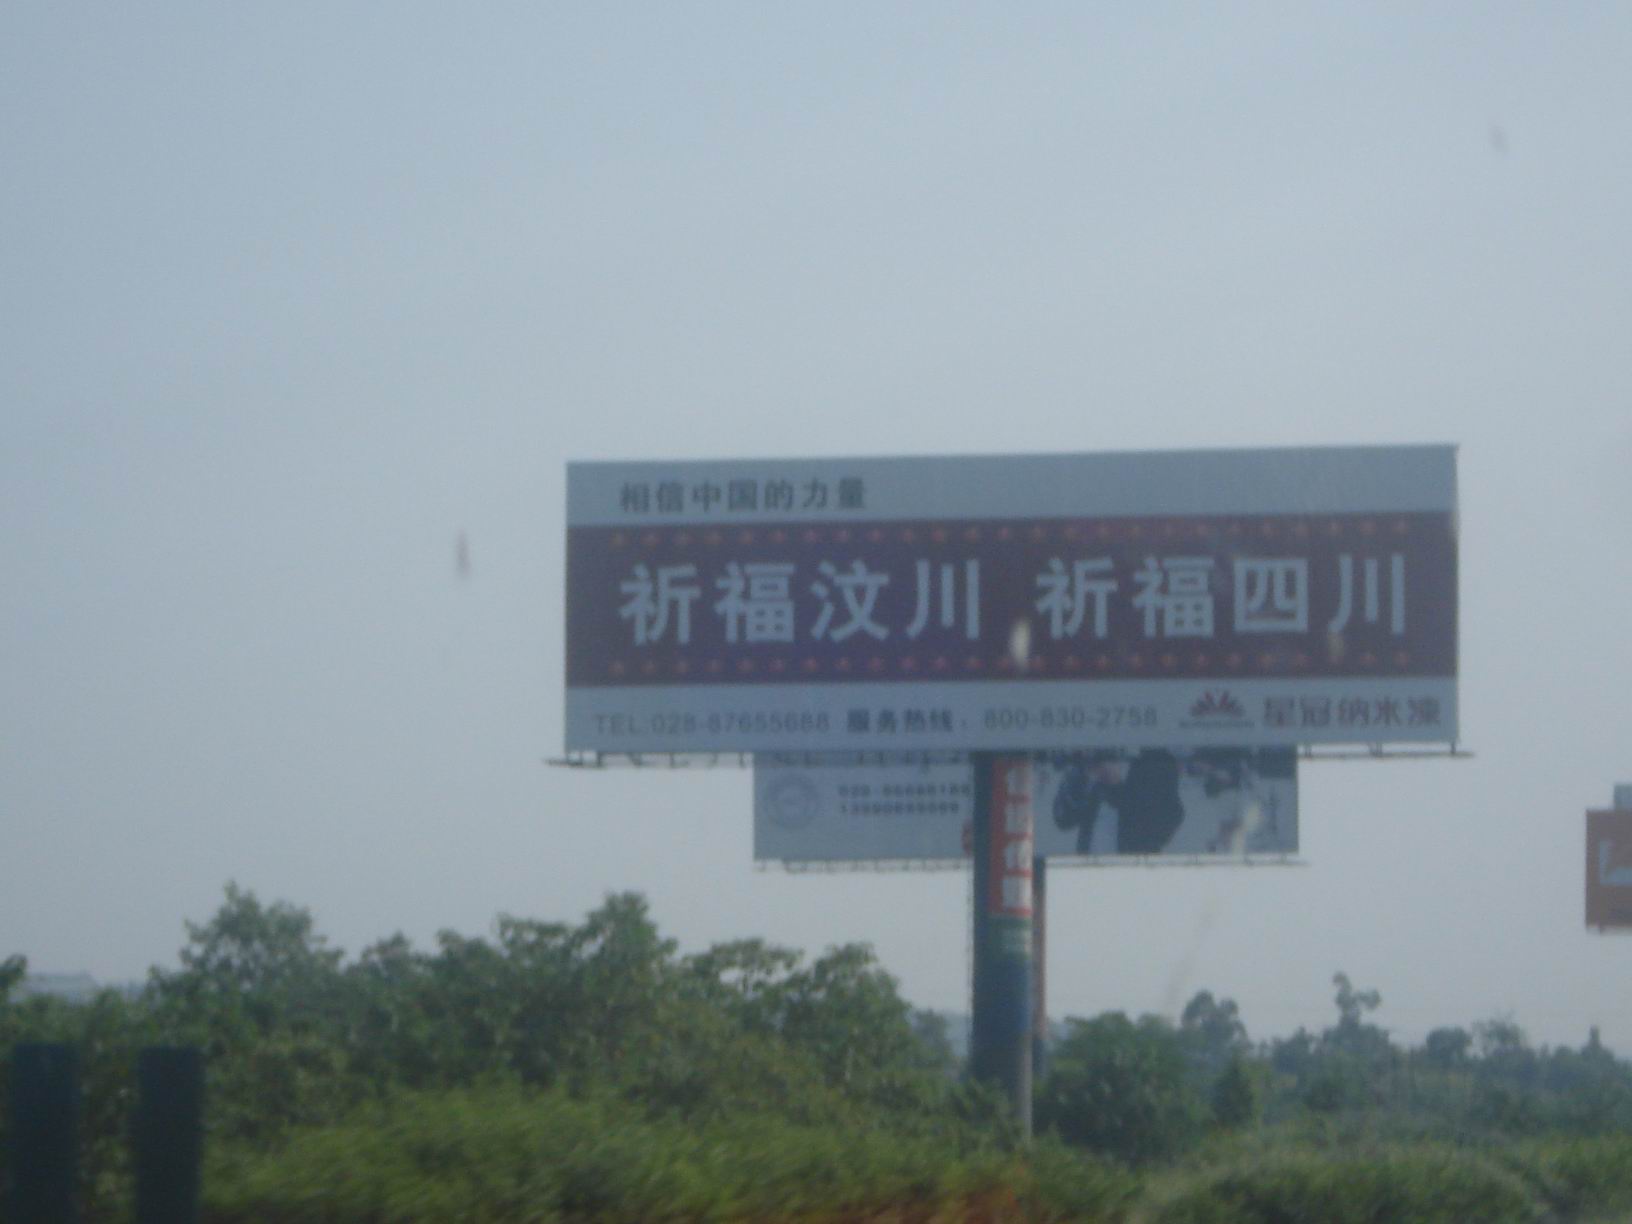 相信中国的力量
祈福汶川 祈福四川
TEL:028-87655688 服务热线：800-830-2758 星冠纳米漆